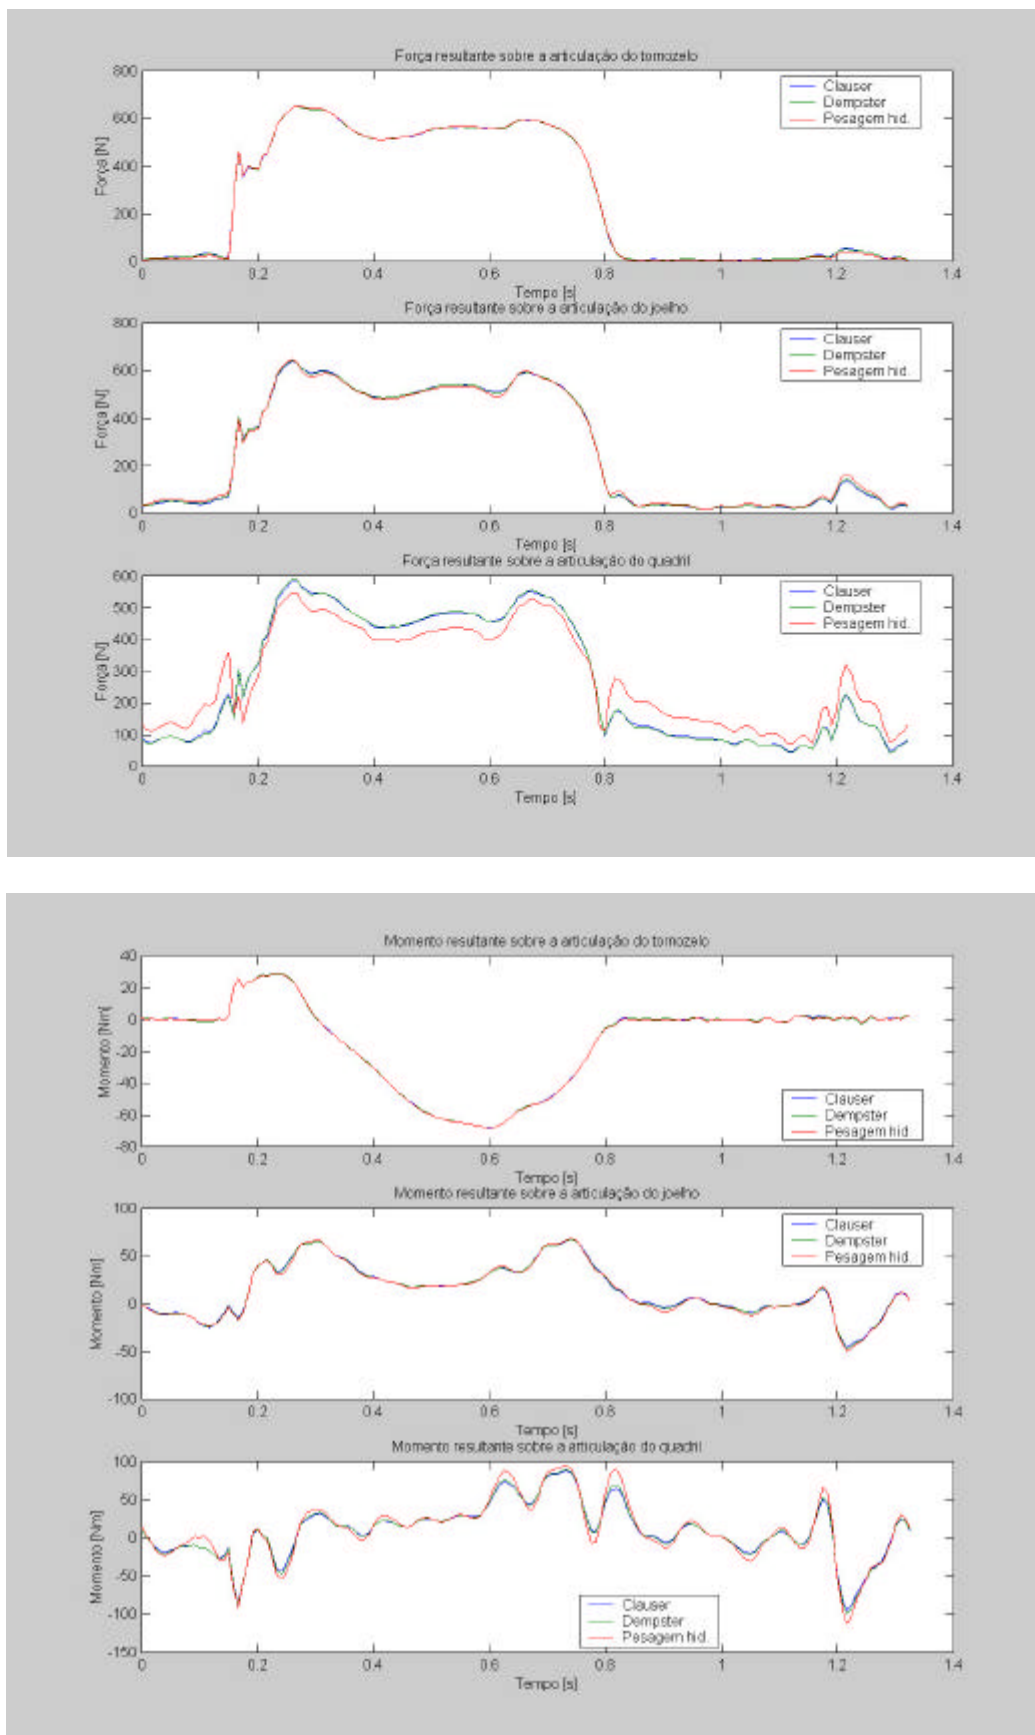 Força resultante sobre a articulação do tornozelo
800
600
400
200
0
Força [N]
Clauser
Dempster
Pesagem hid.
0 0.2 0.4 0.6 0.8 1 1.2 1.4
Tempo [s]
Força resultante sobre a articulação do joelho
800
600
400
200
0
Força [N]
Clauser
Dempster
Pesagem hid.
0 0.2 0.4 0.6 0.8 1 1.2 1.4
Tempo [s]
Força resultante sobre a articulação do quadril
600
500
400
300
200
100
0
Força [N]
Clauser
Dempster
Pesagem hid.
0 0.2 0.4 0.6 0.8 1 1.2 1.4
Tempo [s]
Momento resultante sobre a articulação do tornozelo
40
20
0
-20
-40
-60
-80
Momento [Nm]
Clauser
Dempster
Pesagem hid.
0 0.2 0.4 0.6 0.8 1 1.2 1.4
Tempo [s]
Momento resultante sobre a articulação do joelho
100
50
0
-50
-100
Momento [Nm]
Clauser
Dempster
Pesagem hid.
0 0.2 0.4 0.6 0.8 1 1.2 1.4
Tempo [s]
Momento resultante sobre a articulação do quadril
100
50
0
-50
-100
-150
Momento [Nm]
Clauser
Dempster
Pesagem hid.
0 0.2 0.4 0.6 0.8 1 1.2 1.4
Tempo [s]